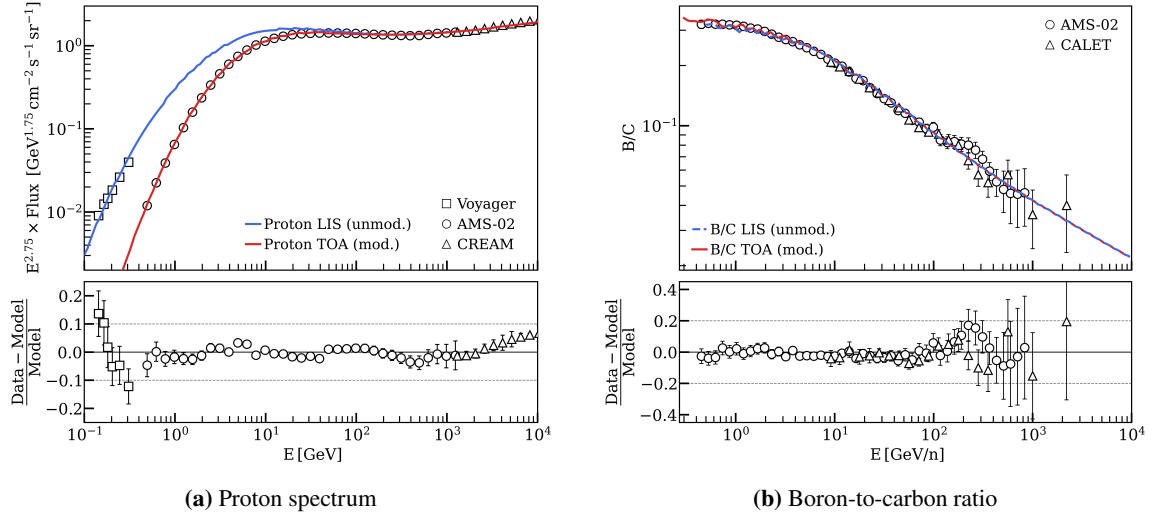 E^2.75 × Flux [GeV^1.75 cm^−2 s^−1 sr^−1]
10^0
10^−1
10^−2
Proton LIS (unmod.)
Proton TOA (mod.)
Voyager
AMS-02
CREAM
Data − Model
Model
0.2
0.1
0.0
−0.1
−0.2
10^−1 10^0 10^1 10^2 10^3 10^4
E [GeV]
(a) Proton spectrum
B/C
10^−1
AMS-02
CALET
B/C LIS (unmod.)
B/C TOA (mod.)
Data − Model
Model
0.4
0.2
0.0
−0.2
−0.4
10^0 10^1 10^2 10^3 10^4
E [GeV/n]
(b) Boron-to-carbon ratio